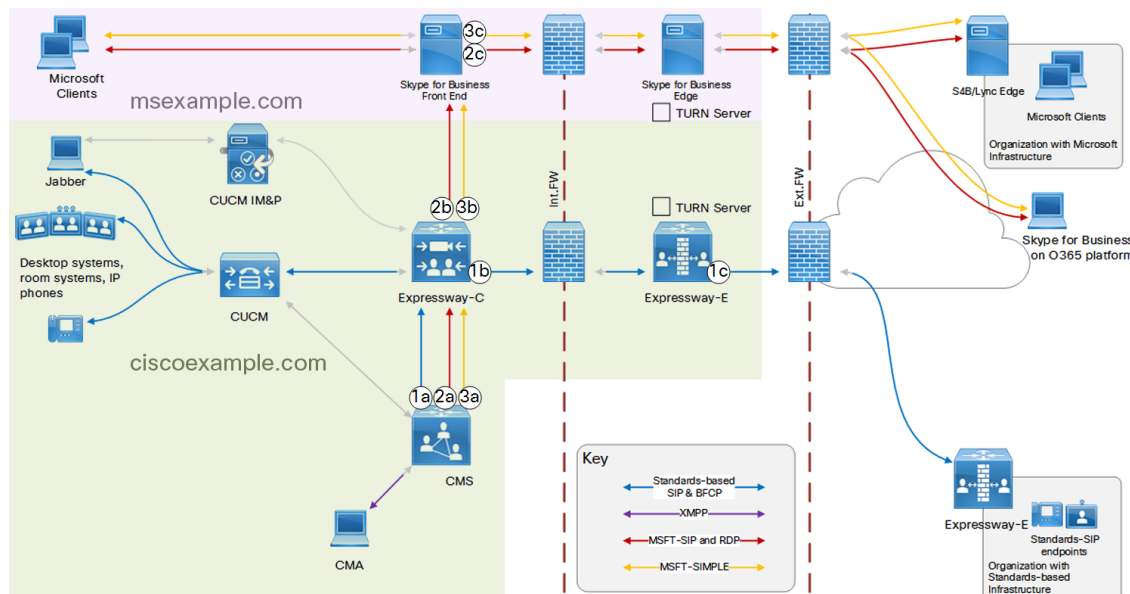 3c
2c
Microsoft
Clients
Skype for Business
Front End
Skype for Business
Edge
S4B/Lync Edge
msexample.com
TURN Server
Microsoft Clients
Organization with Microsoft
Infrastructure
Jabber
CUCM IM&P
Int.FW
Ext.FW
2b
3b
TURN Server
Desktop systems,
room systems, IP
phones
1b
1c
Skype for Business
on O365 platform
CUCM
Expressway-C
Expressway-E
ciscoexample.com
1a
2a
3a
CMS
CMA
Key
Standards-based
SIP & BFCP
XMPP
MSFT-SIP and RDP
MSFT-SIMPLE
Expressway-E
Standards-SIP
endpoints
Organization with
Standards-based
Infrastructure